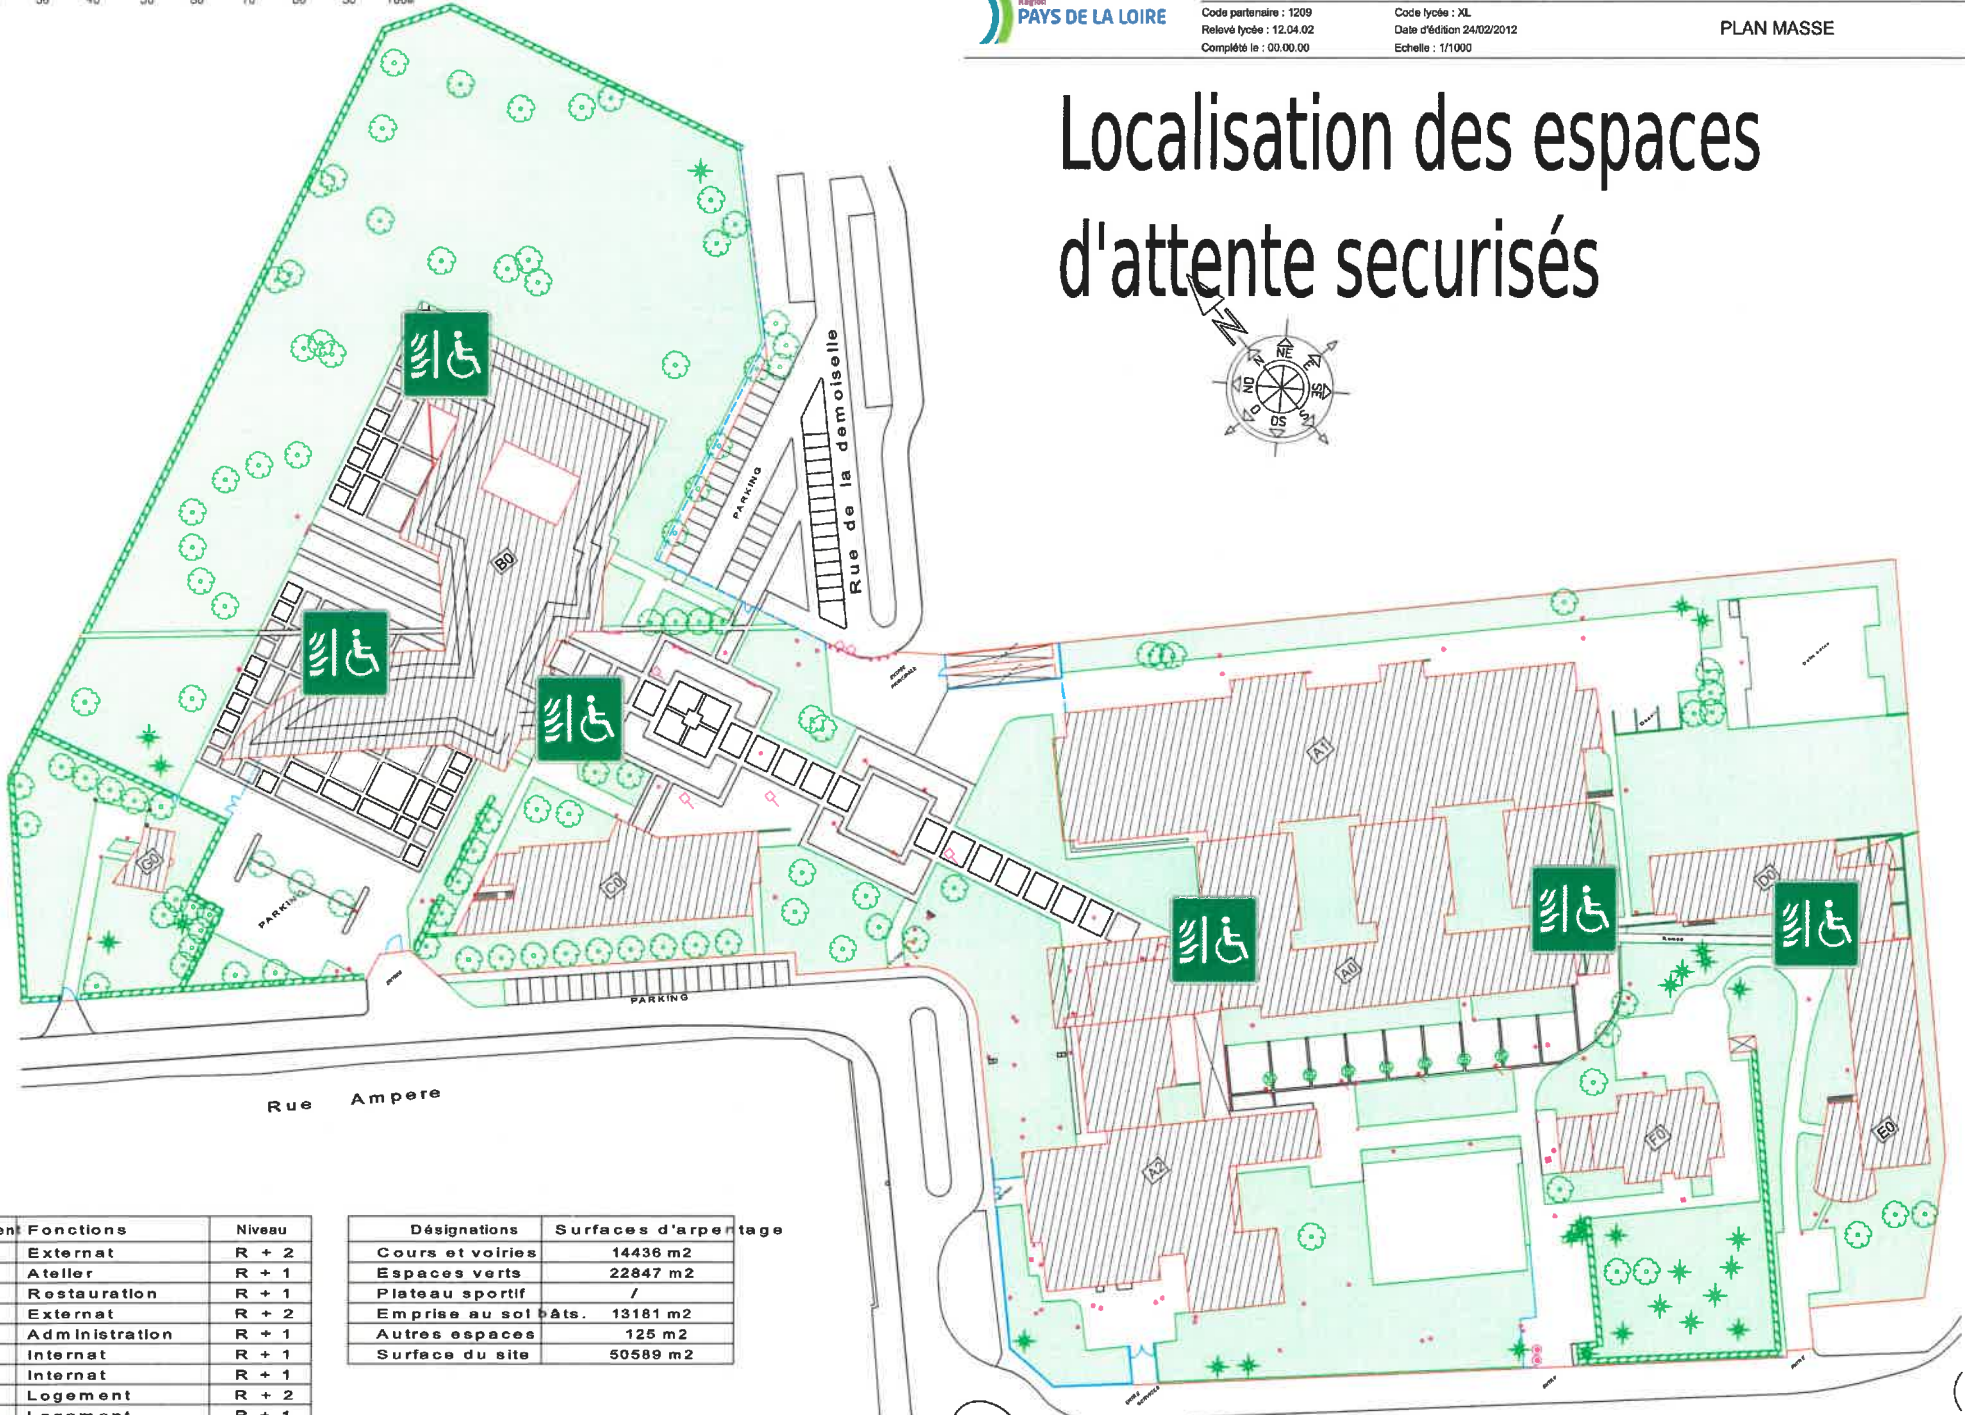 Région
PAYS DE LA LOIRE
Code partenaire : 1209
Relevé lycée : 12.04.02
Complété le : 00.00.00
Code lycée : XL
Date d'édition 24/02/2012
Echelle : 1/1000
PLAN MASSE
Localisation des espaces
d'attente securisés
N
NE
E
SE
S
OS
O
NO
N
Rue de la demoiselle
PARKING
B0
A1
G0
C0
PARKING
PARKING
D0
A0
A2
F0
E0
Rue Ampere
Fonctions Niveau
Externat R + 2
Atelier R + 1
Restauration R + 1
Externat R + 2
Administration R + 1
Internat R + 1
Internat R + 1
Logement R + 2
Logement R + 1
Désignations Surfaces d'arpentage
Cours et voiries 14436 m2
Espaces verts 22847 m2
Plateau sportif /
Emprise au sol bâts. 13181 m2
Autres espaces 125 m2
Surface du site 50589 m2